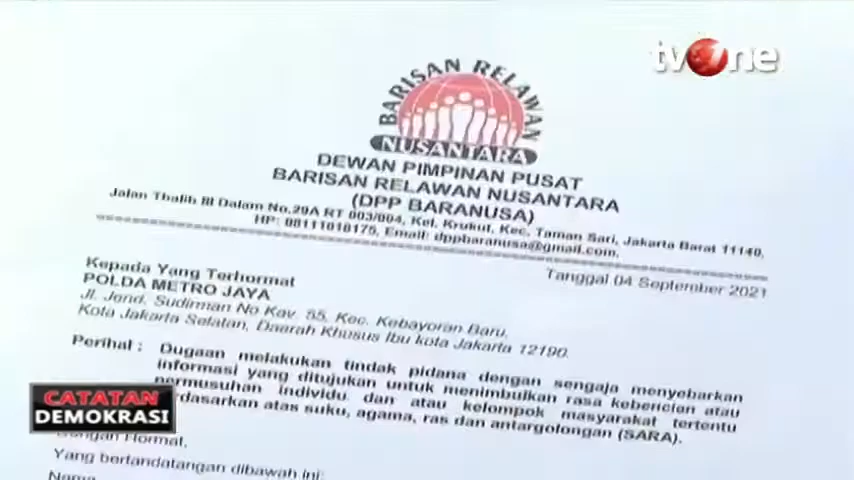 tvOne
BARISAN RELAWAN
NUSANTARA
DEWAN PIMPINAN PUSAT
BARISAN RELAWAN NUSANTARA
(DPP BARANUSA)
Jalan Thalib III Dalam No.29A RT 003/004, Kel. Krukut, Kec. Taman Sari, Jakarta Barat 11140,
HP: 08111018175, Email: dppbaranusa@gmail.com,
Tanggal 04 September 2021
Kepada Yang Terhormat
POLDA METRO JAYA
Jl. Jend. Sudirman No Kav. 55, Kec. Kebayoran Baru,
Kota Jakarta Selatan, Daerah Khusus Ibu kota Jakarta 12190.
Perihal : Dugaan melakukan tindak pidana dengan sengaja menyebarkan
informasi yang ditujukan untuk menimbulkan rasa kebencian atau
permusuhan individu dan atau kelompok masyarakat tertentu
atas suku, agama, ras dan antargolongan (SARA).
CATATAN
DEMOKRASI
Hormat,
Yang bertandatangan dibawah ini:
Nama